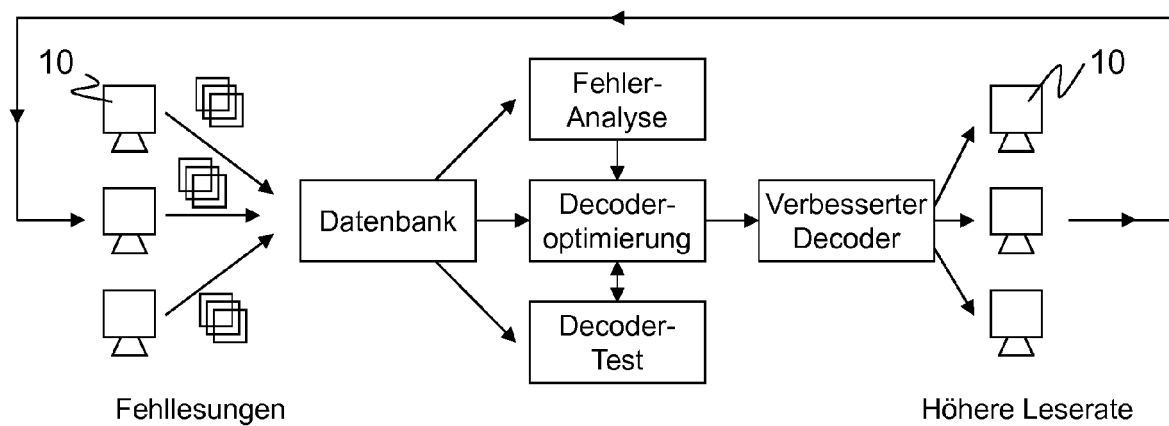 10
Fehler-
Analyse
10
Datenbank
Decoder-
optimierung
Verbesserter
Decoder
Decoder-
Test
Fehllesungen
Höhere Leserate